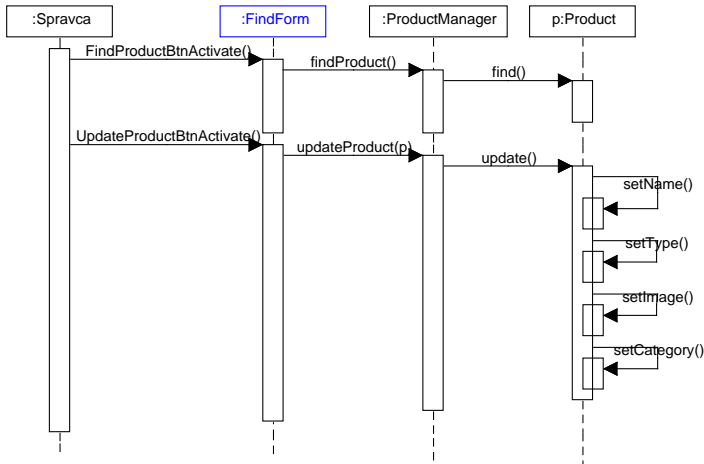 :Spravca
:FindForm
:ProductManager
p:Product
FindProductBtnActivate()
findProduct()
find()
UpdateProductBtnActivate()
updateProduct(p)
update()
setName()
setType()
setImage()
setCategory()